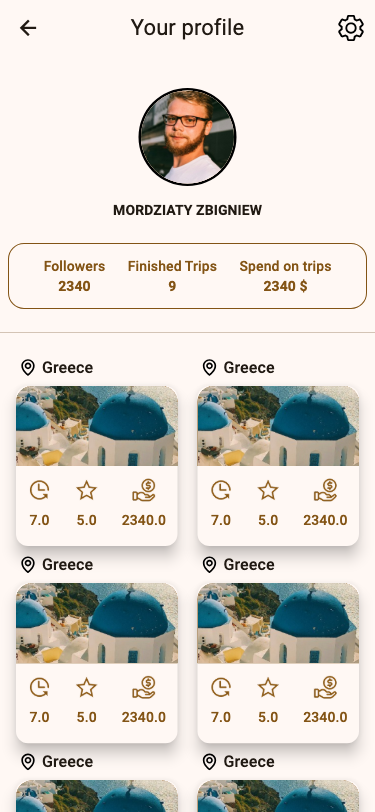 Your profile
MORDZIATY ZBIGNIEW
Followers Finished Trips Spend on trips
2340 9 2340 $
Greece Greece
7.0 5.0 2340.0 7.0 5.0 2340.0
Greece Greece
7.0 5.0 2340.0 7.0 5.0 2340.0
Greece Greece